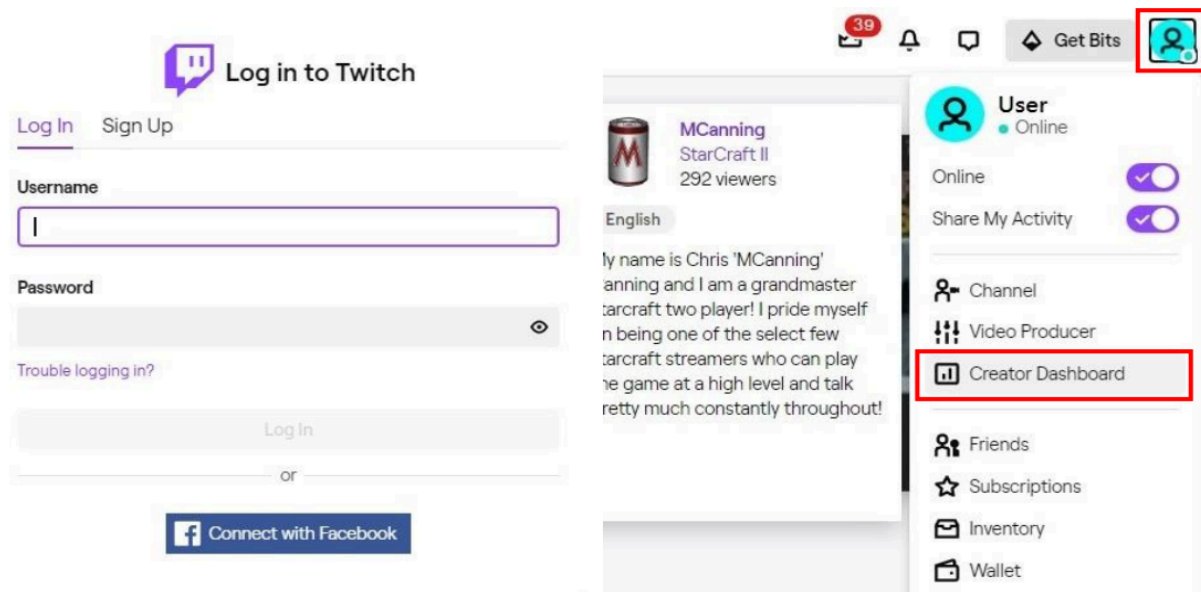 Log in to Twitch
Log In Sign Up
Username
Password
Trouble logging in?
Log In
or
Connect with Facebook
39
Get Bits
MCanning
StarCraft II
292 viewers
English
ly name is Chris 'MCanning'
anning and I am a grandmaster
tarcraft two player! I pride myself
n being one of the select few
tarcraft streamers who can play
he game at a high level and talk
retty much constantly throughout!
User
Online
Online
Share My Activity
Channel
Video Producer
Creator Dashboard
Friends
Subscriptions
Inventory
Wallet